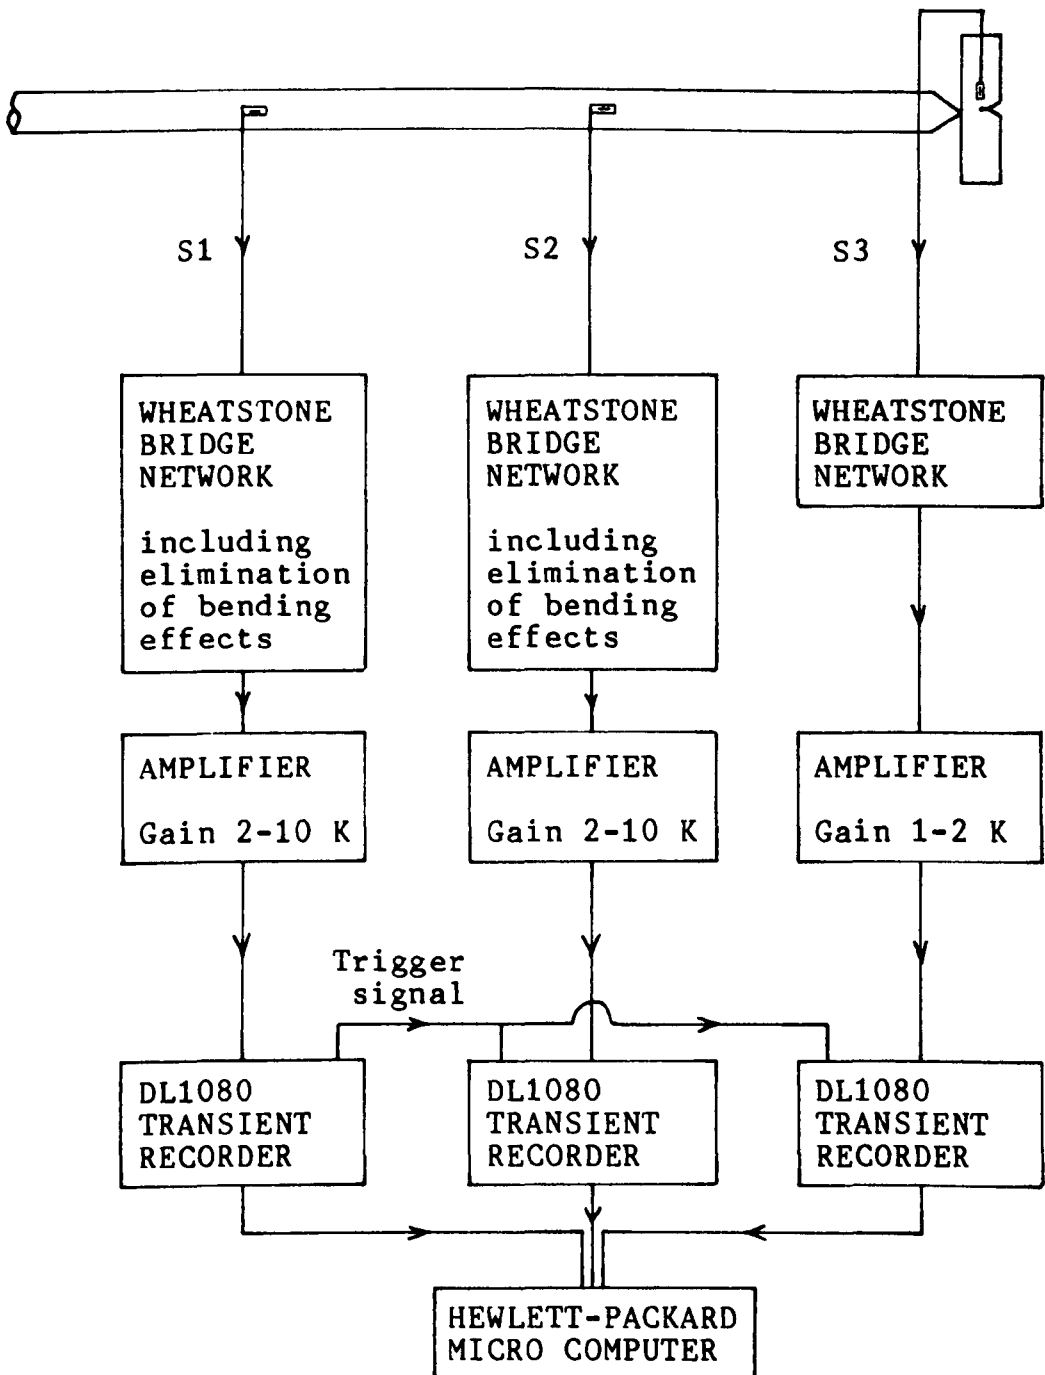 S1
S2
S3
WHEATSTONE
BRIDGE
NETWORK
including
elimination
of bending
effects
WHEATSTONE
BRIDGE
NETWORK
including
elimination
of bending
effects
WHEATSTONE
BRIDGE
NETWORK
AMPLIFIER
Gain 2-10 K
AMPLIFIER
Gain 2-10 K
AMPLIFIER
Gain 1-2 K
Trigger
signal
DL1080
TRANSIENT
RECORDER
DL1080
TRANSIENT
RECORDER
DL1080
TRANSIENT
RECORDER
HEWLETT-PACKARD
MICRO COMPUTER